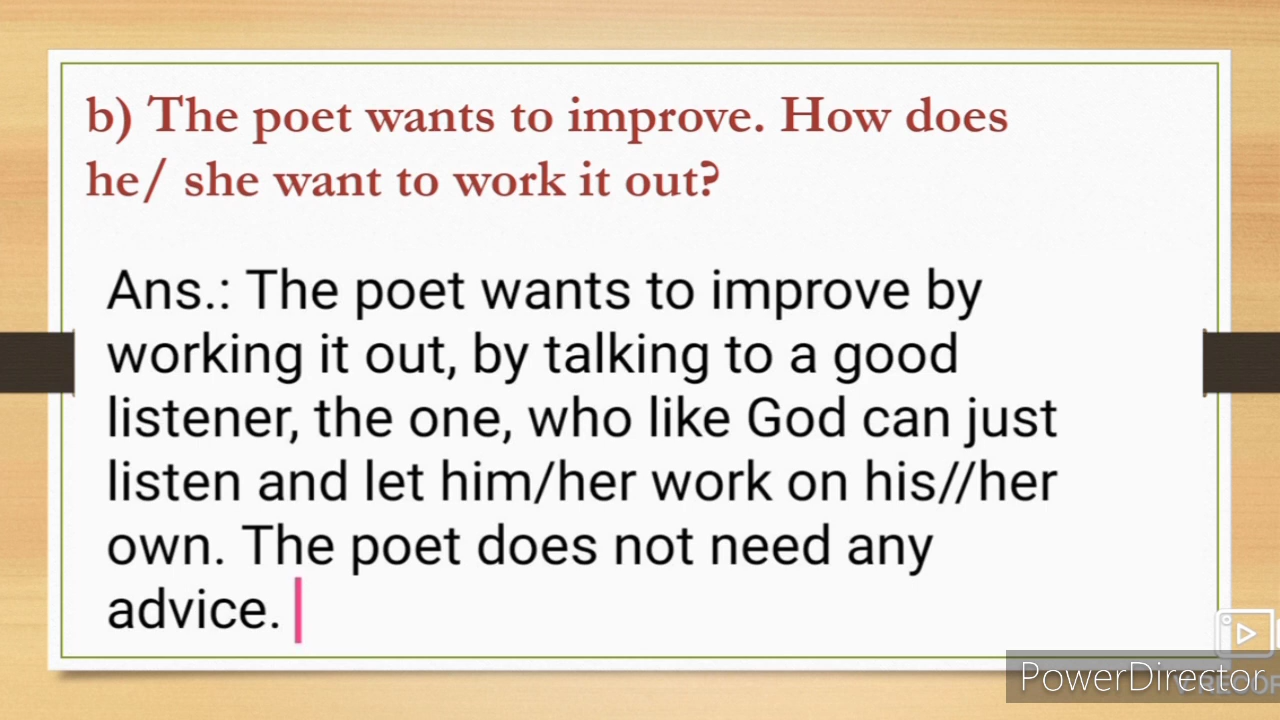 b) The poet wants to improve. How does
he/ she want to work it out?
Ans.: The poet wants to improve by
working it out, by talking to a good
listener, the one, who like God can just
listen and let him/her work on his//her
own. The poet does not need any
advice.
PowerDirector